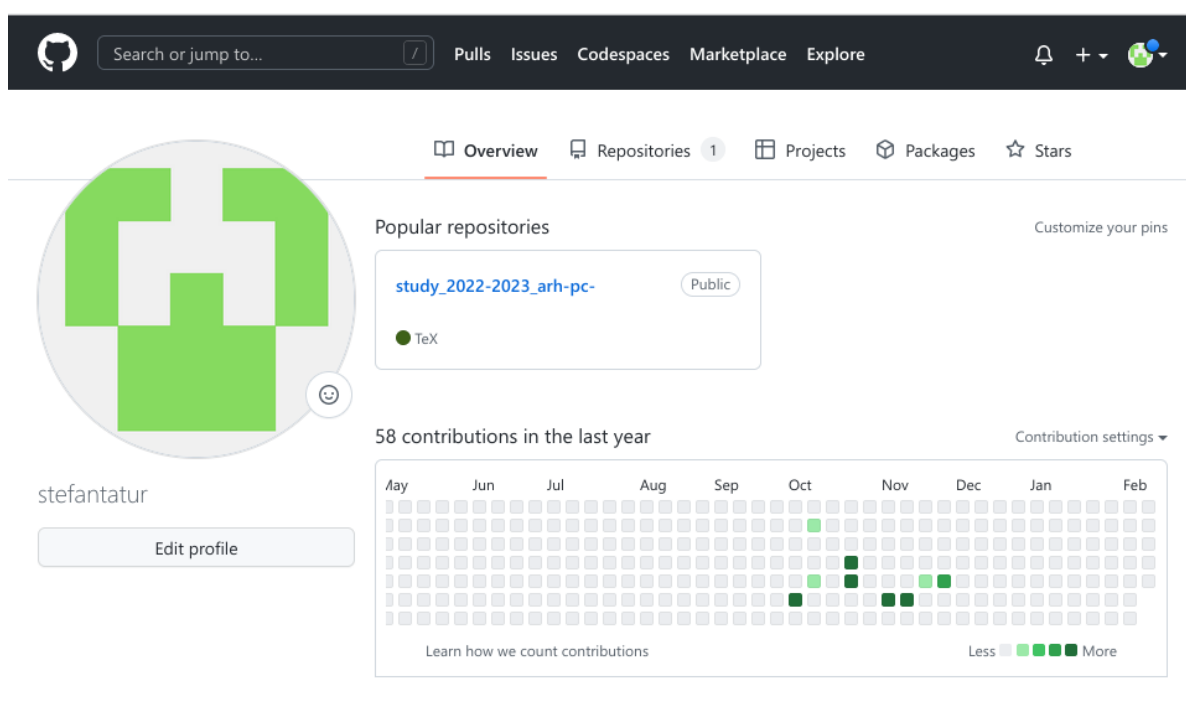 Search or jump to... / Pulls Issues Codespaces Marketplace Explore
Overview Repositories 1 Projects Packages Stars
Popular repositories Customize your pins
study_2022-2023_arh-pc- Public
TeX
58 contributions in the last year Contribution settings
stefantatur
Edit profile
May Jun Jul Aug Sep Oct Nov Dec Jan Feb
Learn how we count contributions Less More